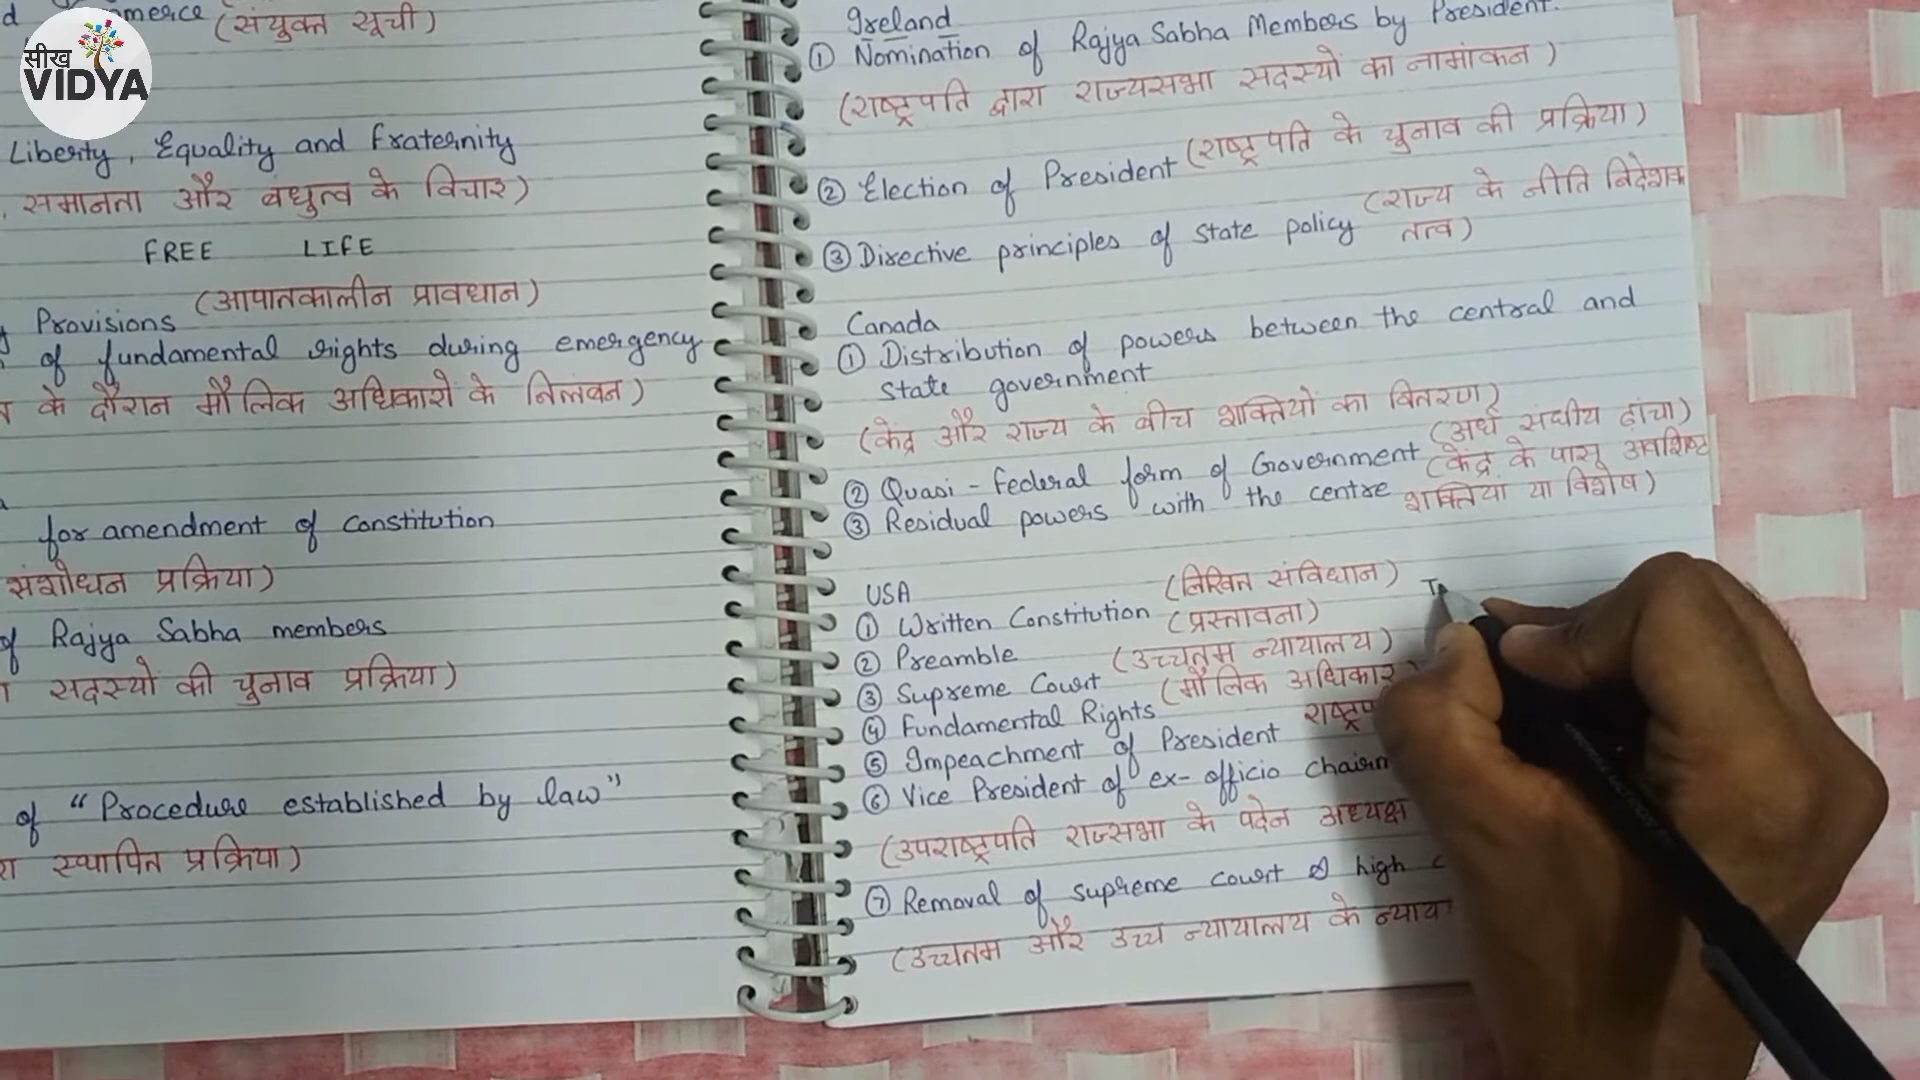 सीख
VIDYA
merce (संयुक्त सूची)
Liberty, Equality and Fraternity
समानता और बंधुत्व के विचार)
FREE LIFE
Provisions (आपातकालीन प्रावधान)
of fundamental rights during emergency
के दौरान मौलिक अधिकारो के निलंबन)
for amendment of constitution
संशोधन प्रक्रिया)
of Rajya Sabha members
सदस्यो की चुनाव प्रक्रिया)
of "Procedure established by law"
स्थापित प्रक्रिया)
Ireland
① Nomination of Rajya Sabha Members by President.
(राष्ट्रपति द्वारा राज्यसभा सदस्यों का नामांकन)
② Election of President (राष्ट्रपति के चुनाव की प्रक्रिया)
③ Directive principles of state policy (राज्य के नीति निदेशक
तत्व)
Canada
① Distribution of powers between the central and
state government
(केंद्र और राज्य के बीच शक्तियों का वितरण)
② Quasi-Federal form of Government (अर्ध संघीय ढ़ांचा)
③ Residual powers with the centre (केंद्र के पास अवशिष्ट
शक्तियां या विशेष)
USA
① Written Constitution (लिखित संविधान)
② Preamble (प्रस्तावना)
③ Supreme Court (उच्चतम न्यायालय)
④ Fundamental Rights (मौलिक अधिकार)
⑤ Impeachment of President राष्ट्रप
⑥ Vice President of ex-officio chairm
(उपराष्ट्रपति राज्सभा के पदेन अध्यक्ष
⑦ Removal of supreme court & high c
(उच्चतम और उच्च न्यायालय के न्याय